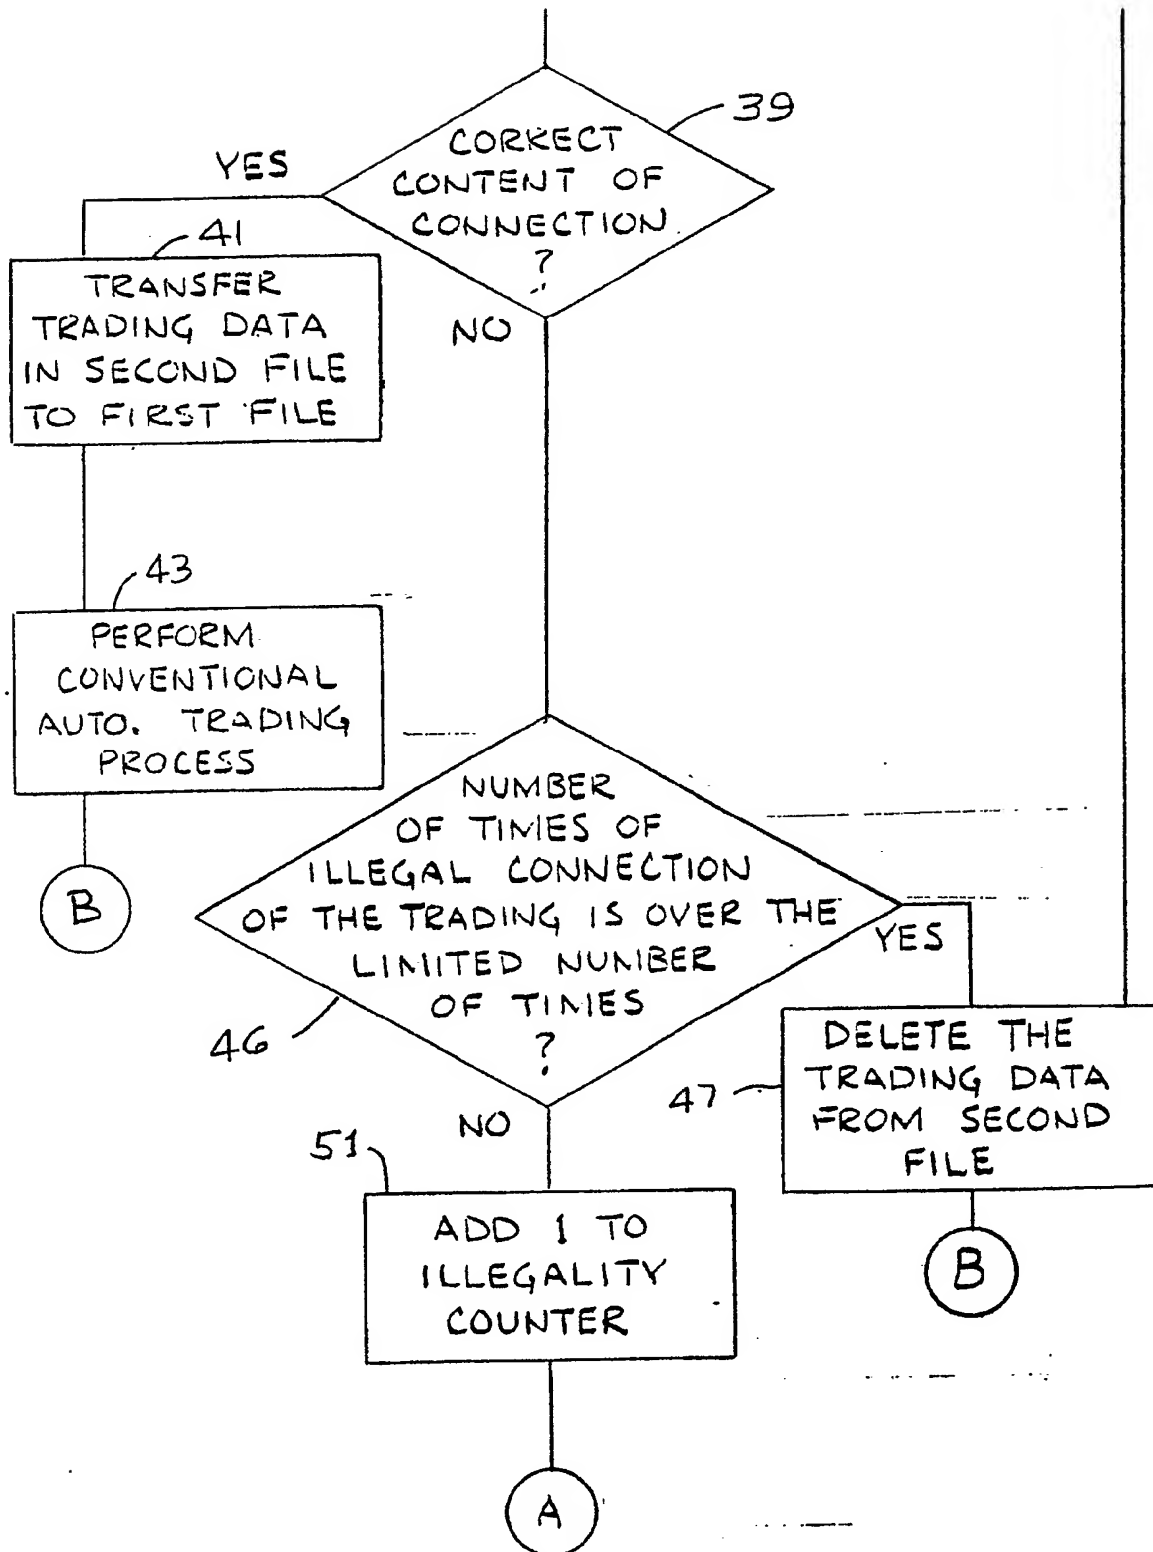 39
CORRECT
CONTENT OF
CONNECTION
?
YES
NO
41
TRANSFER
TRADING DATA
IN SECOND FILE
TO FIRST FILE
43
PERFORM
CONVENTIONAL
AUTO. TRADING
PROCESS
B
NUMBER
OF TIMES OF
ILLEGAL CONNECTION
OF THE TRADING IS OVER THE
LIMITED NUMBER
OF TIMES
?
46
YES
NO
47
DELETE THE
TRADING DATA
FROM SECOND
FILE
B
51
ADD 1 TO
ILLEGALITY
COUNTER
A